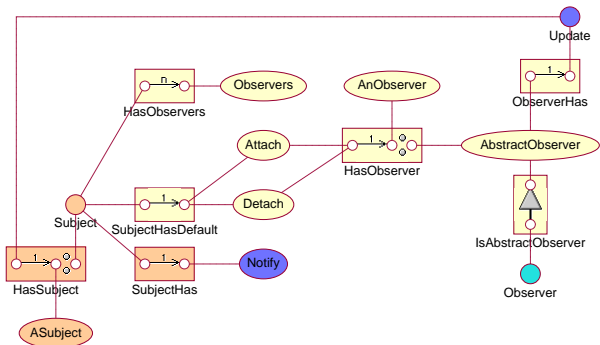 Update
1
ObserverHas
n
HasObservers
Observers
AnObserver
Attach
1
HasObserver
AbstractObserver
Subject
1
SubjectHasDefault
Detach
IsAbstractObserver
1
HasSubject
1
SubjectHas
Notify
Observer
ASubject